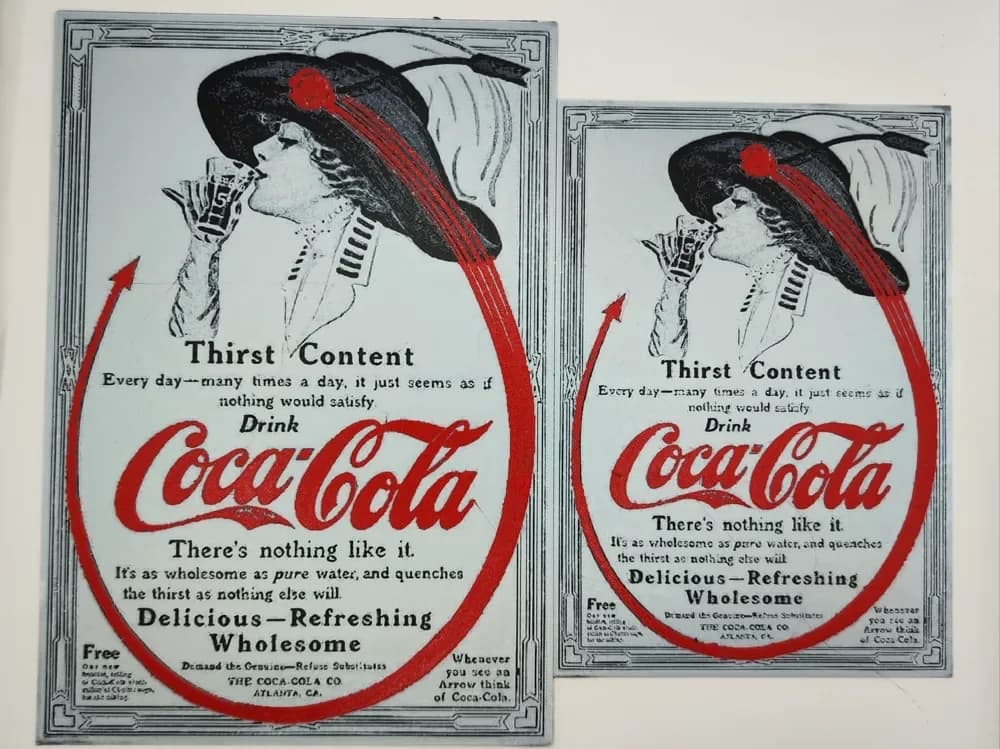 5
Thirst Content
Every day—many times a day, it just seems as if
nothing would satisfy.
Drink
Coca-Cola
There's nothing like it.
It's as wholesome as pure water, and quenches
the thirst as nothing else will.
Delicious—Refreshing
Wholesome
Demand the Genuine—Refuse Substitutes
THE COCA-COLA CO.
ATLANTA, GA.
Free
Our new
Whenever
you see an
Arrow think
of Coca-Cola.
5
Thirst Content
Every day—many times a day, it just seems as if
nothing would satisfy
Drink
Coca-Cola
There's nothing like it.
It's as wholesome as pure water, and quenches
the thirst as nothing else will.
Delicious—Refreshing
Wholesome
Demand the Genuine—Refuse Substitutes
THE COCA-COLA CO.
ATLANTA, GA.
Free
Our new
Whenever
you see an
Arrow think
of Coca-Cola.